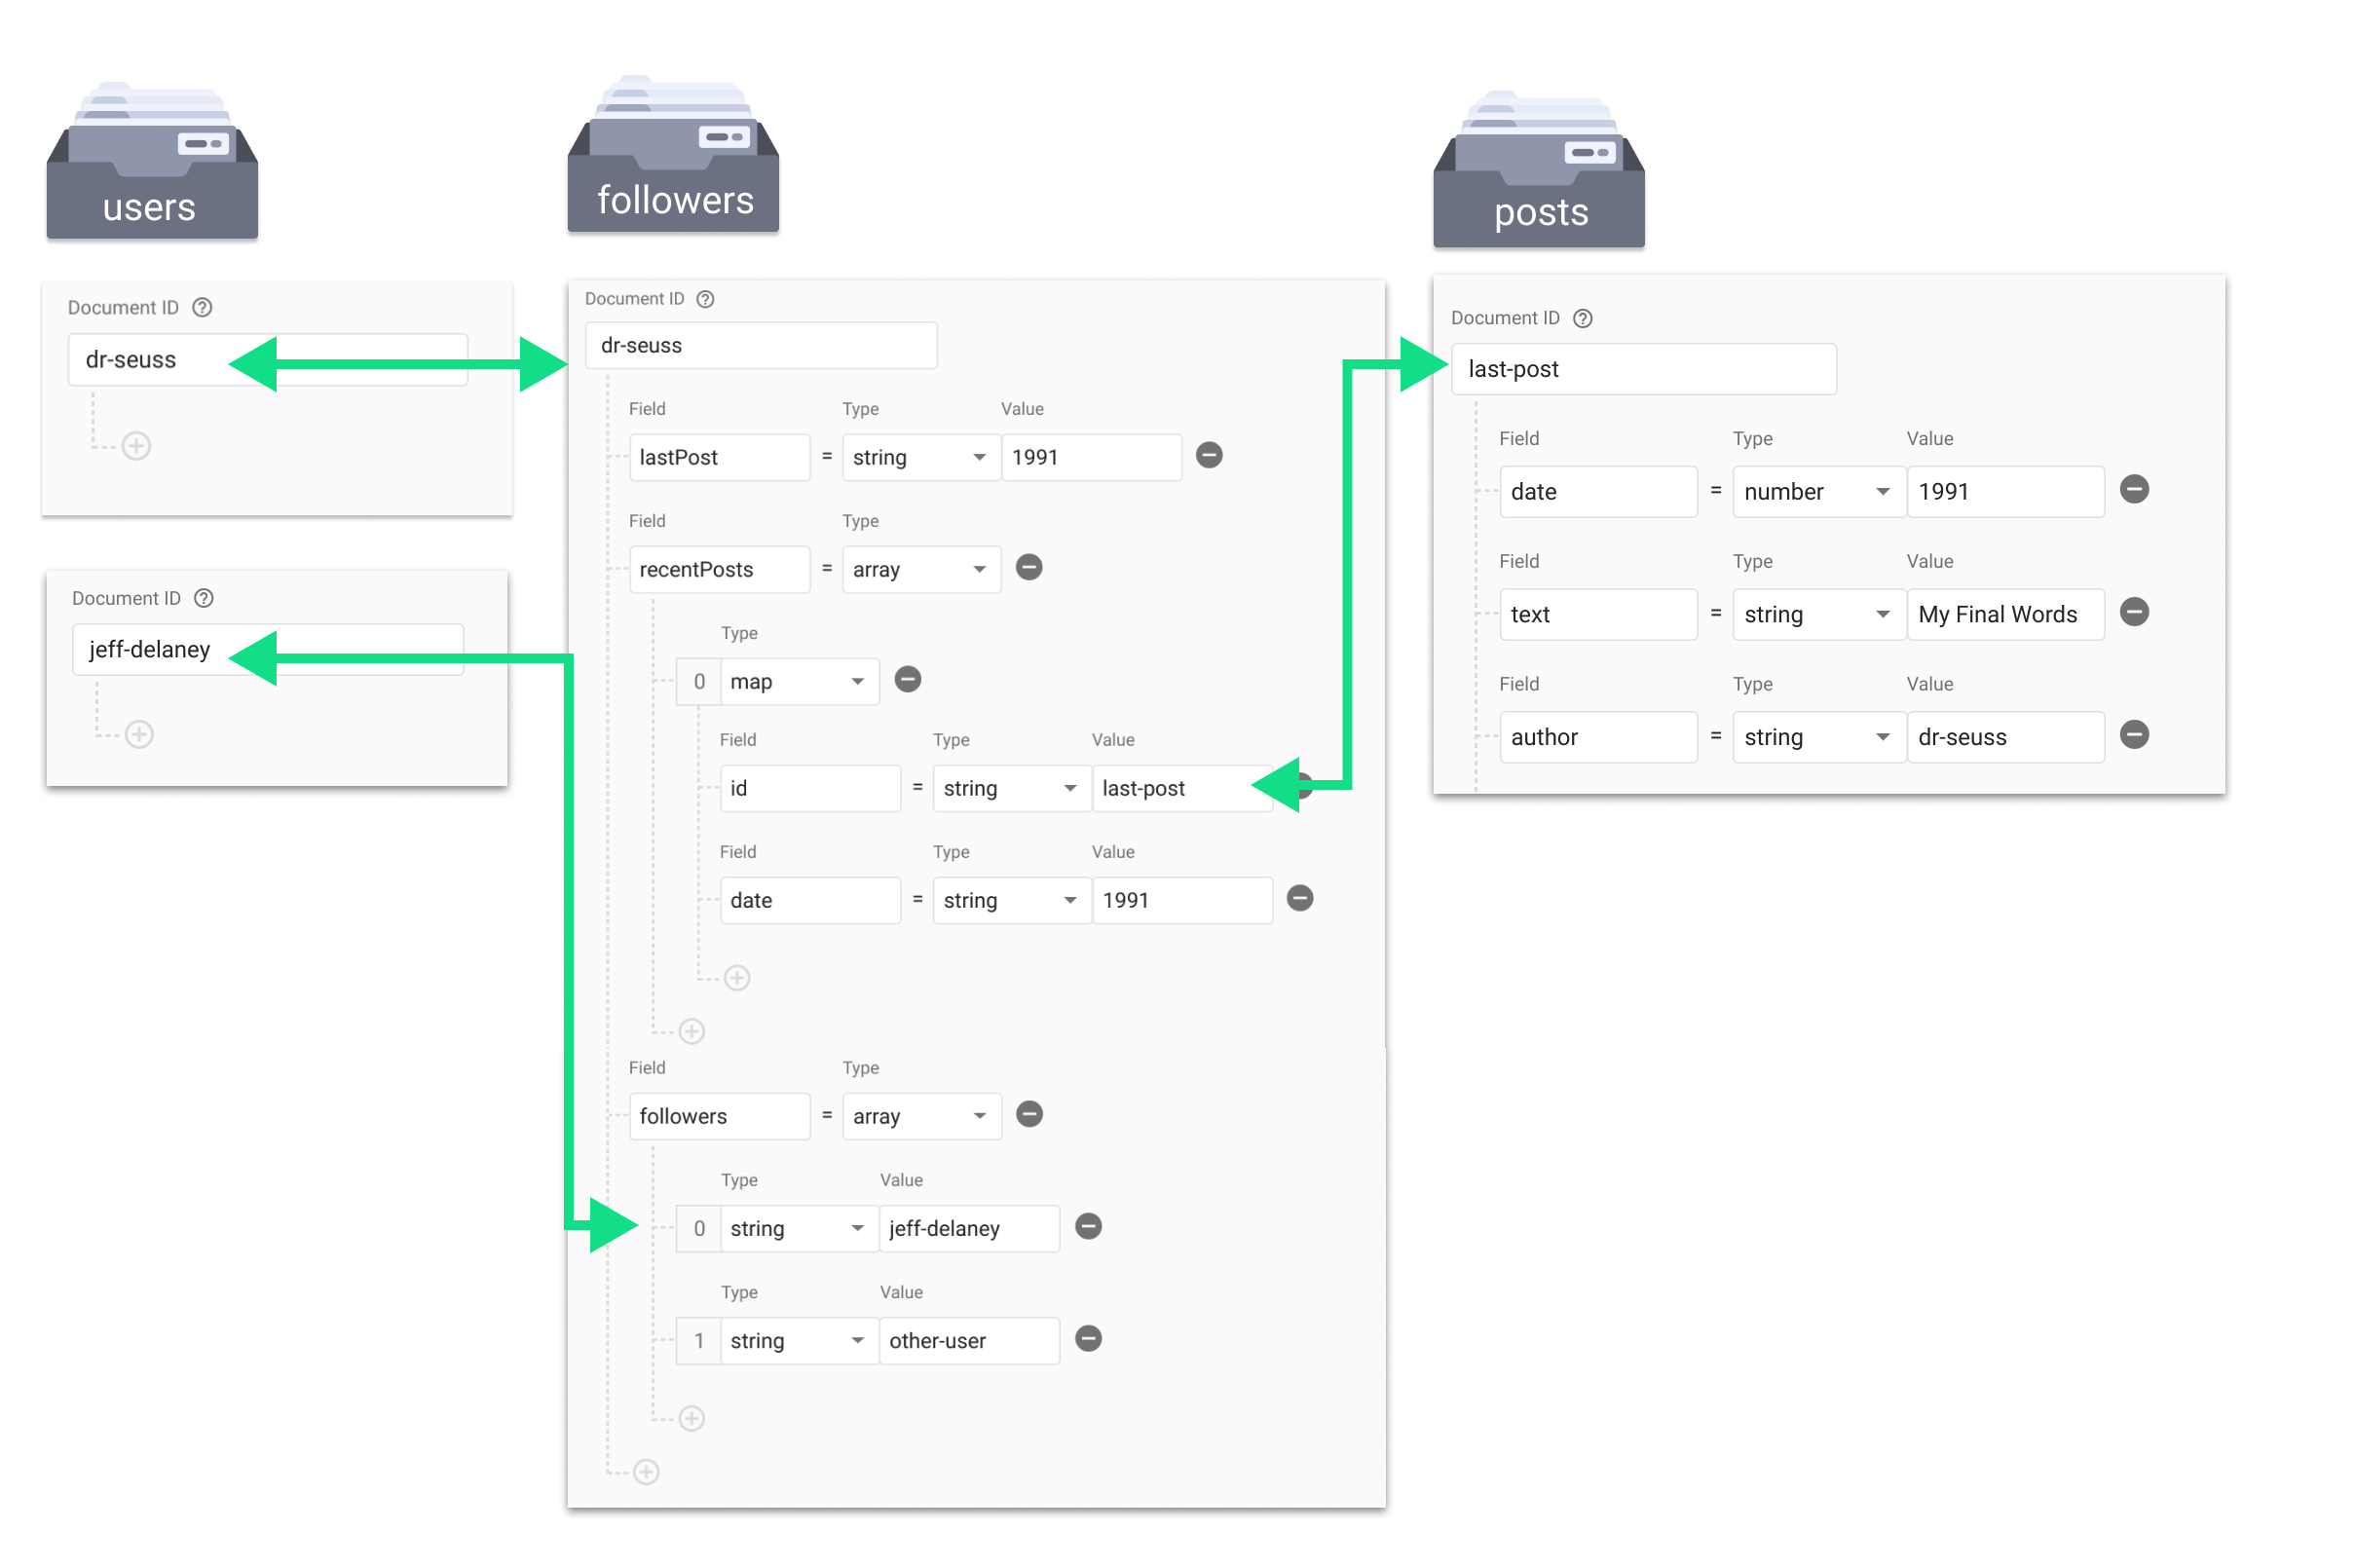 users
followers
posts
Document ID
dr-seuss
Document ID
jeff-delaney
Document ID
dr-seuss
Field Type Value
lastPost = string 1991
Field Type
recentPosts = array
Type
0 map
Field Type Value
id = string last-post
Field Type Value
date = string 1991
Field Type
followers = array
Type Value
0 string jeff-delaney
Type Value
1 string other-user
Document ID
last-post
Field Type Value
date = number 1991
Field Type Value
text = string My Final Words
Field Type Value
author = string dr-seuss